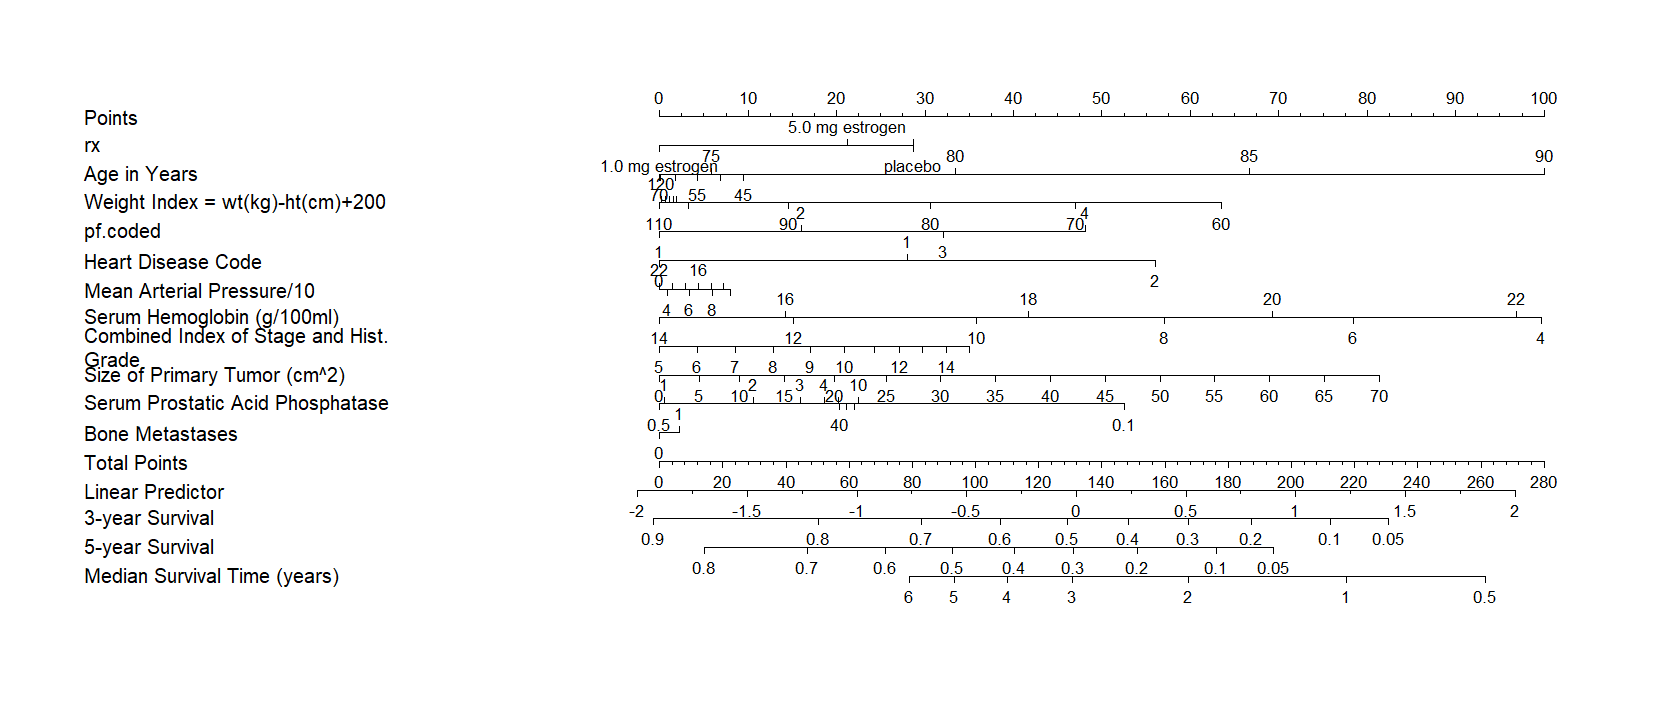 0 10 20 30 40 50 60 70 80 90 100
Points
5.0 mg estrogen
rx
75 80 85 90
1.0 mg estrogen placebo
Age in Years
120
70 55 45
Weight Index = wt(kg)-ht(cm)+200
2 4
110 90 80 70 60
pf.coded
1
1 3
Heart Disease Code
22 16
0 2
Mean Arterial Pressure/10
16 18 20 22
4 6 8
Serum Hemoglobin (g/100ml)
Combined Index of Stage and Hist.
14 12 10 8 6 4
Grade
5 6 7 8 9 10 12 14
Size of Primary Tumor (cm^2)
1 2 3 4 10
0 5 10 15 20 25 30 35 40 45 50 55 60 65 70
Serum Prostatic Acid Phosphatase
1
0.5 40 0.1
Bone Metastases
0
Total Points
0 20 40 60 80 100 120 140 160 180 200 220 240 260 280
Linear Predictor
-2 -1.5 -1 -0.5 0 0.5 1 1.5 2
3-year Survival
0.9 0.8 0.7 0.6 0.5 0.4 0.3 0.2 0.1 0.05
5-year Survival
0.8 0.7 0.6 0.5 0.4 0.3 0.2 0.1 0.05
Median Survival Time (years)
6 5 4 3 2 1 0.5